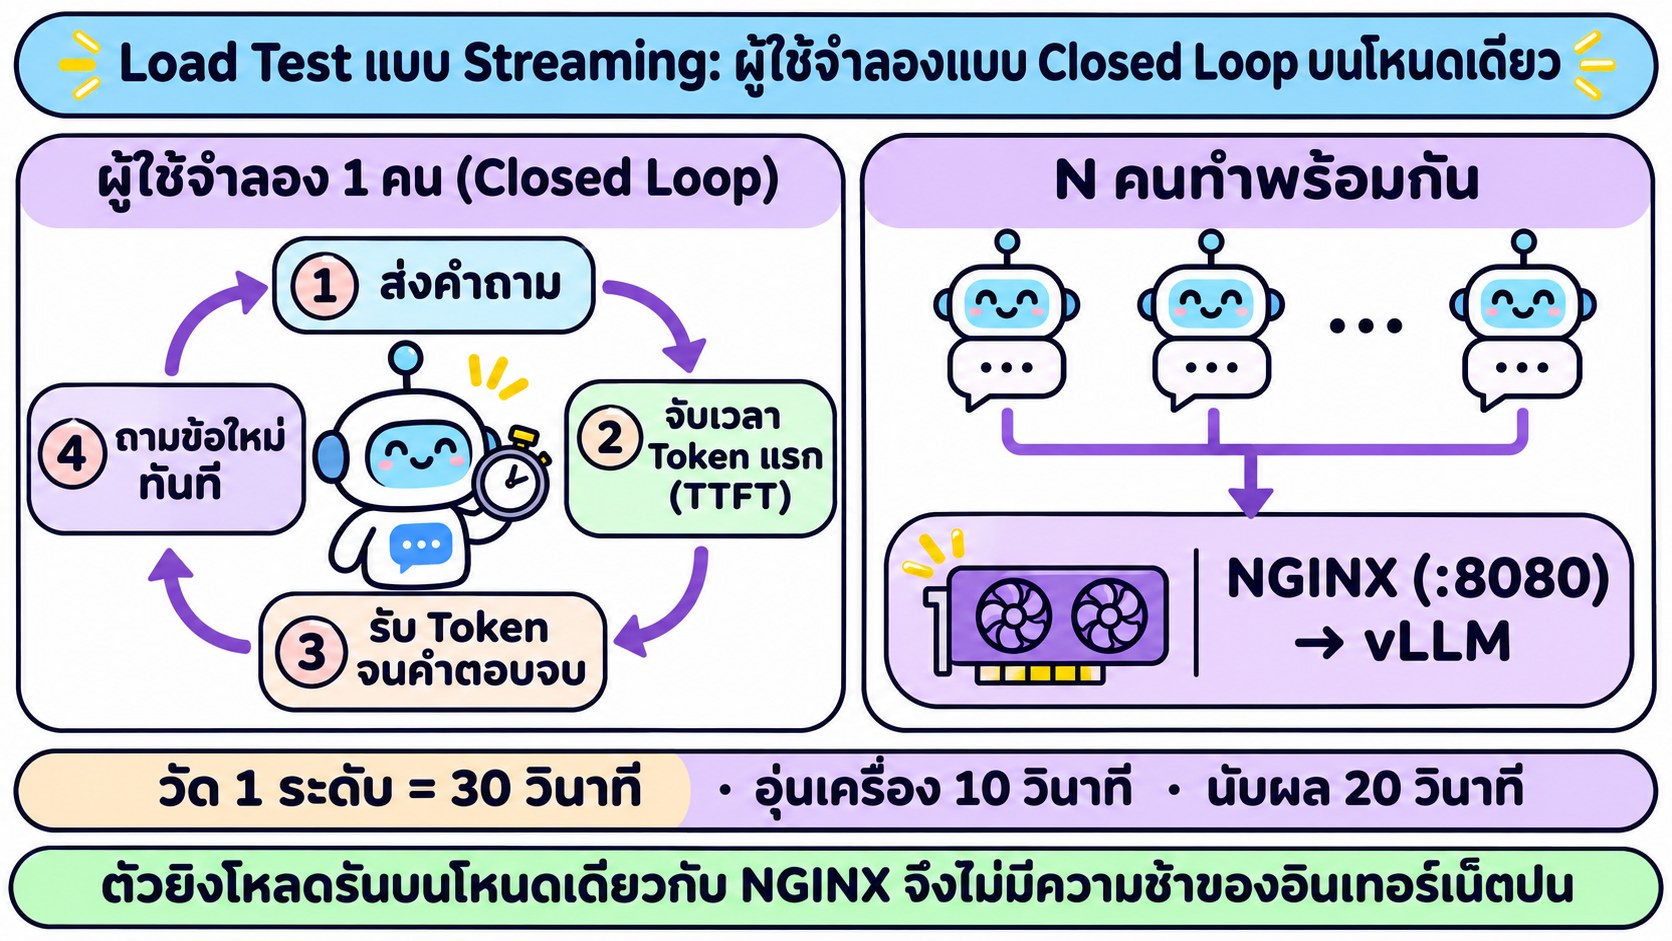 Load Test แบบ Streaming: ผู้ใช้จำลองแบบ Closed Loop บนโหนดเดียว
ผู้ใช้จำลอง 1 คน (Closed Loop)
1 ส่งคำถาม
2 จับเวลา
Token แรก
(TTFT)
3 รับ Token
จนคำตอบจบ
4 ถามข้อใหม่
ทันที
N คนทำพร้อมกัน
...
NGINX (:8080)
→ vLLM
วัด 1 ระดับ = 30 วินาที • อุ่นเครื่อง 10 วินาที • นับผล 20 วินาที
ตัวยิงโหลดรันบนโหนดเดียวกับ NGINX จึงไม่มีความช้าของอินเทอร์เน็ตปน